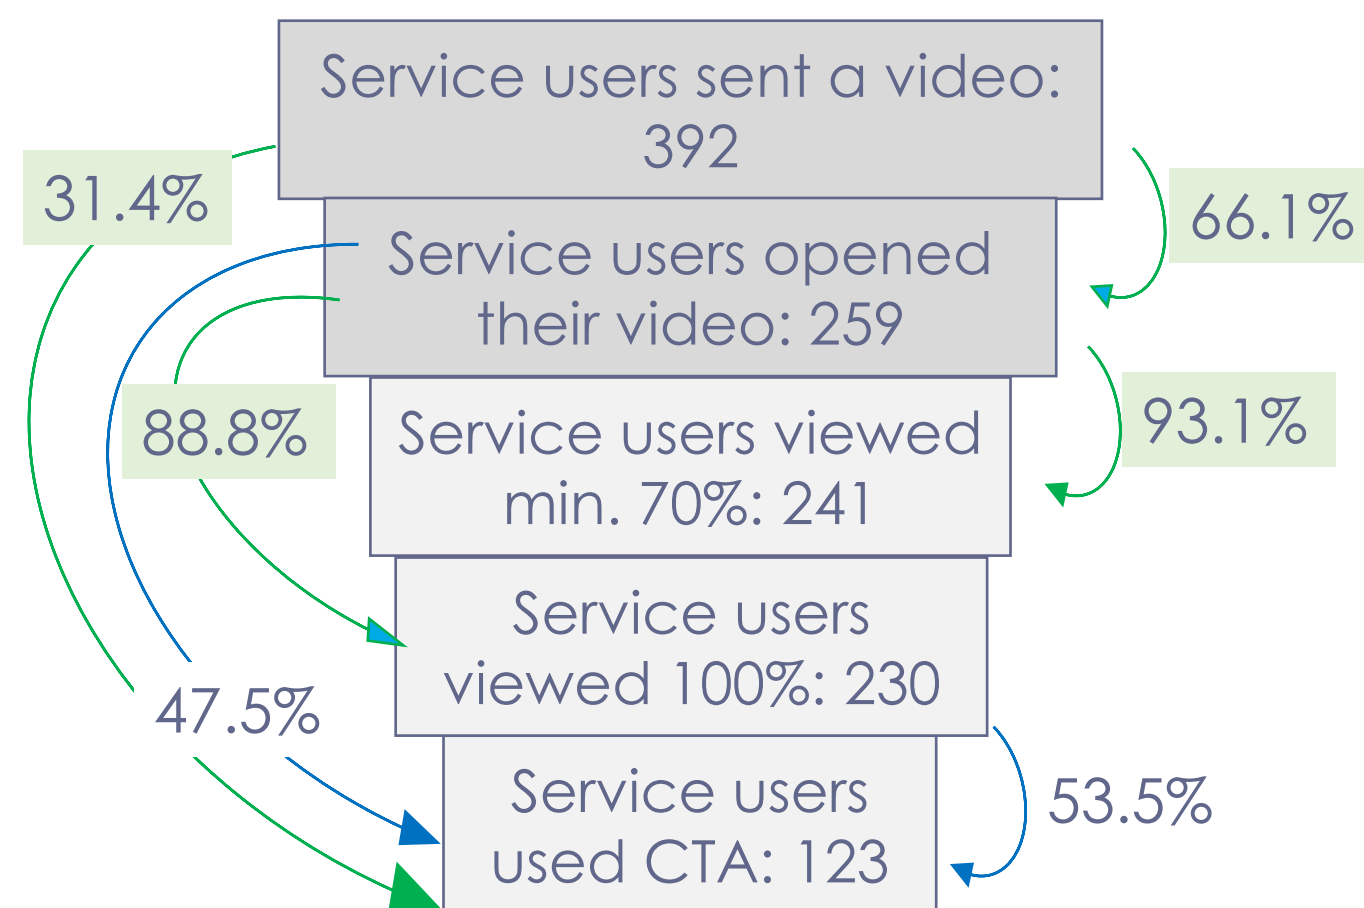 Service users sent a video:
392
31.4%
66.1%
Service users opened
their video: 259
88.8%
93.1%
Service users viewed
min. 70%: 241
Service users
viewed 100%: 230
47.5%
53.5%
Service users
used CTA: 123